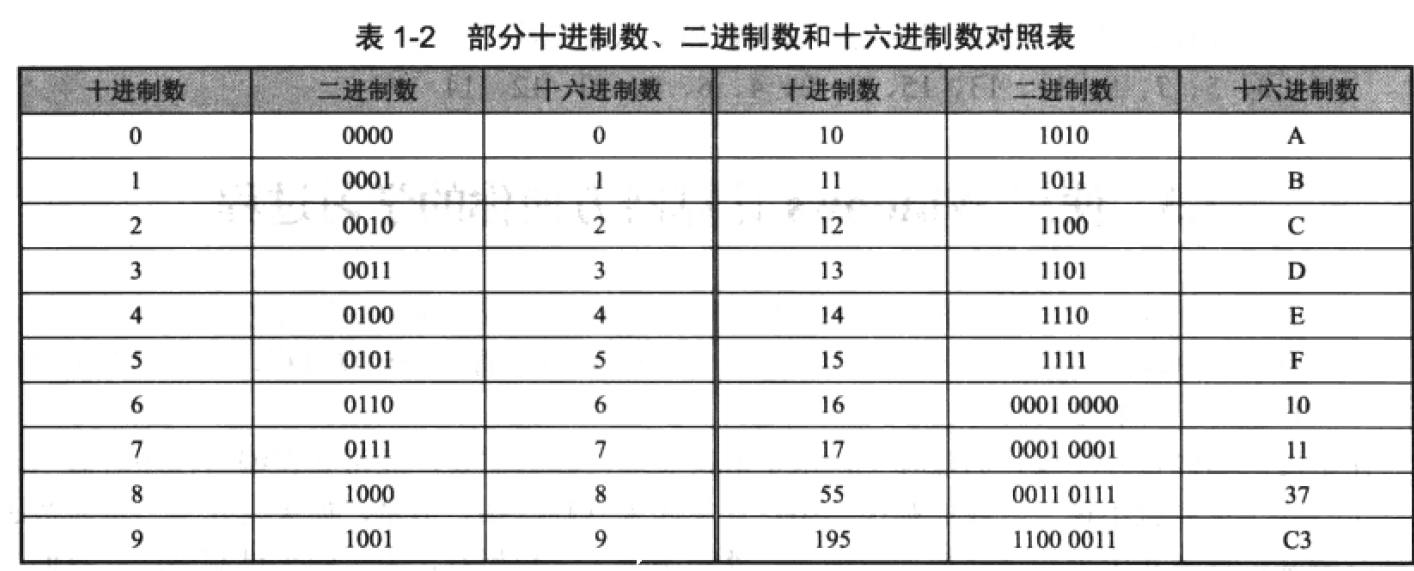 表 1-2 部分十进制数、二进制数和十六进制数对照表
十进制数 二进制数 十六进制数 十进制数 二进制数 十六进制数
0 0000 0 10 1010 A
1 0001 1 11 1011 B
2 0010 2 12 1100 C
3 0011 3 13 1101 D
4 0100 4 14 1110 E
5 0101 5 15 1111 F
6 0110 6 16 0001 0000 10
7 0111 7 17 0001 0001 11
8 1000 8 55 0011 0111 37
9 1001 9 195 1100 0011 C3